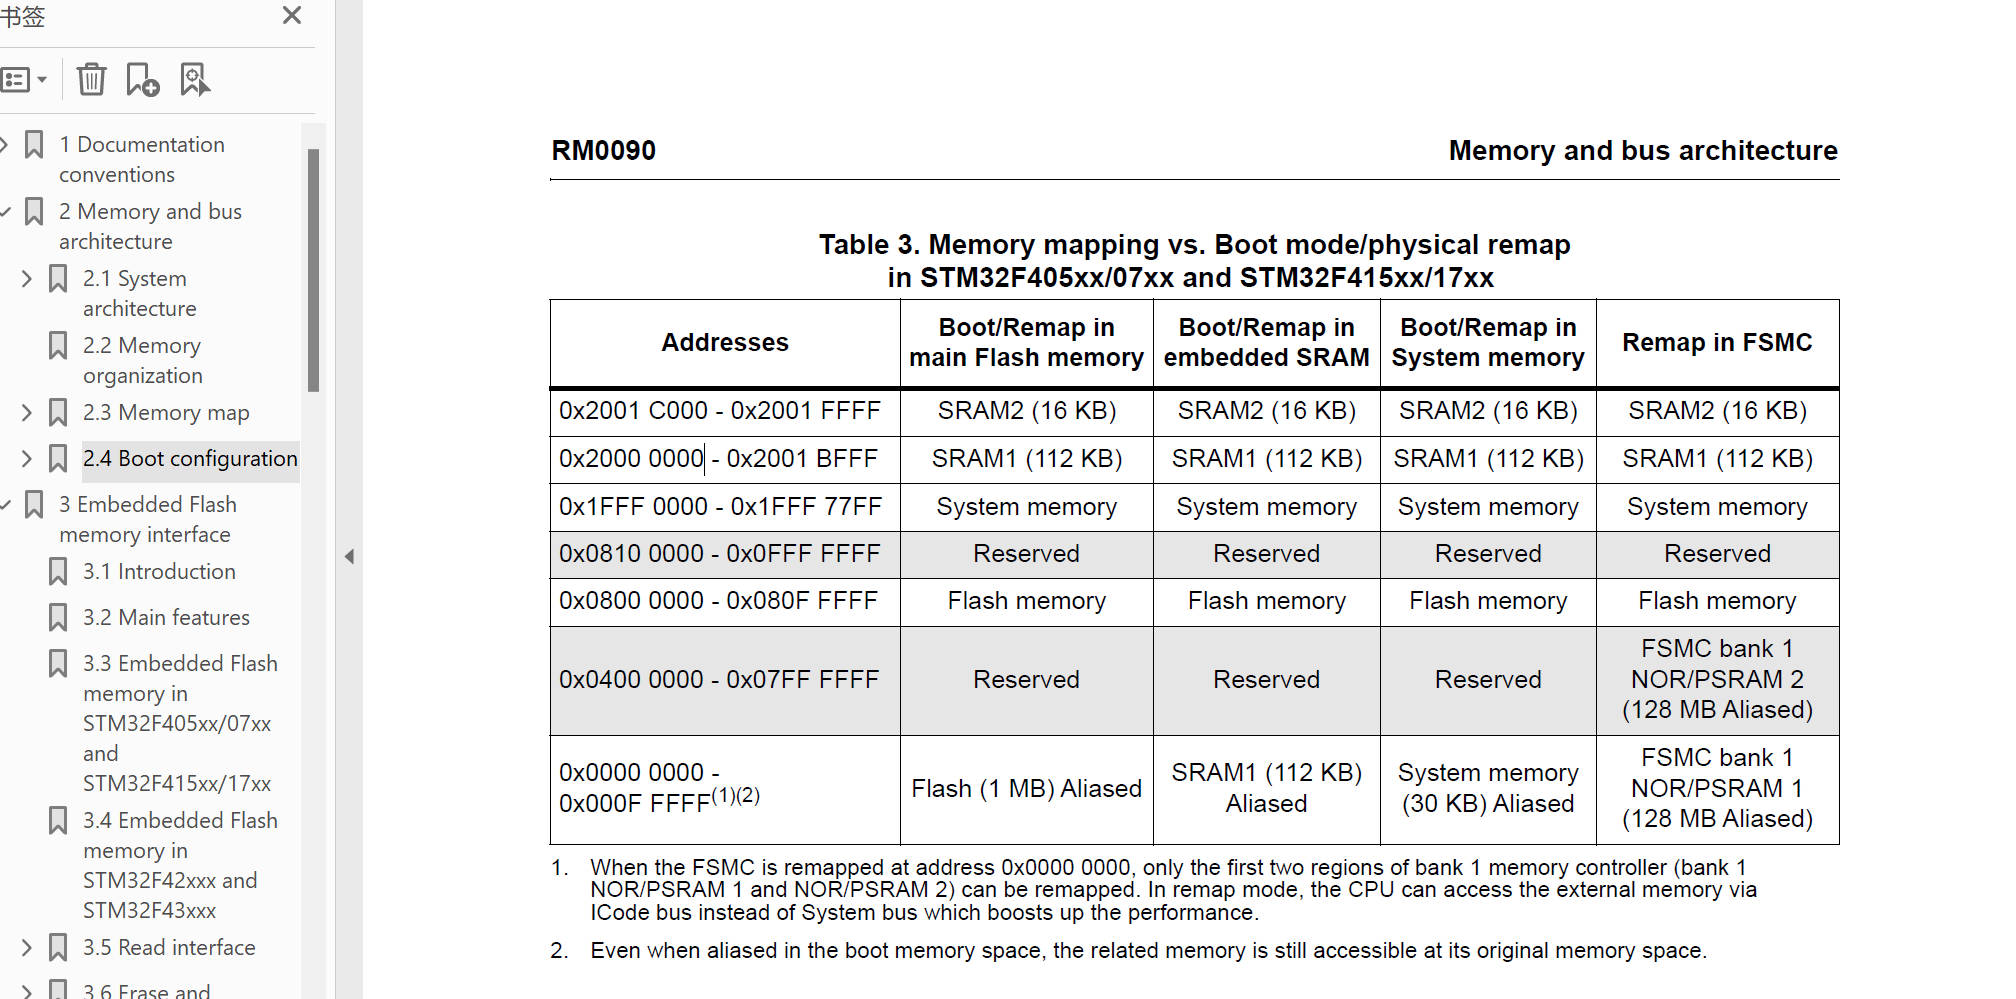 书签
1 Documentation
conventions
2 Memory and bus
architecture
2.1 System
architecture
2.2 Memory
organization
2.3 Memory map
2.4 Boot configuration
3 Embedded Flash
memory interface
3.1 Introduction
3.2 Main features
3.3 Embedded Flash
memory in
STM32F405xx/07xx
and
STM32F415xx/17xx
3.4 Embedded Flash
memory in
STM32F42xxx and
STM32F43xxx
3.5 Read interface
3.6 Erase and
RM0090 Memory and bus architecture
Table 3. Memory mapping vs. Boot mode/physical remap
in STM32F405xx/07xx and STM32F415xx/17xx
Addresses
Boot/Remap in
main Flash memory
Boot/Remap in
embedded SRAM
Boot/Remap in
System memory
Remap in FSMC
0x2001 C000 - 0x2001 FFFF SRAM2 (16 KB) SRAM2 (16 KB) SRAM2 (16 KB) SRAM2 (16 KB)
0x2000 0000 - 0x2001 BFFF SRAM1 (112 KB) SRAM1 (112 KB) SRAM1 (112 KB) SRAM1 (112 KB)
0x1FFF 0000 - 0x1FFF 77FF System memory System memory System memory System memory
0x0810 0000 - 0x0FFF FFFF Reserved Reserved Reserved Reserved
0x0800 0000 - 0x080F FFFF Flash memory Flash memory Flash memory Flash memory
0x0400 0000 - 0x07FF FFFF Reserved Reserved Reserved
FSMC bank 1
NOR/PSRAM 2
(128 MB Aliased)
0x0000 0000 -
0x000F FFFF(1)(2)
Flash (1 MB) Aliased
SRAM1 (112 KB)
Aliased
System memory
(30 KB) Aliased
FSMC bank 1
NOR/PSRAM 1
(128 MB Aliased)
1. When the FSMC is remapped at address 0x0000 0000, only the first two regions of bank 1 memory controller (bank 1
NOR/PSRAM 1 and NOR/PSRAM 2) can be remapped. In remap mode, the CPU can access the external memory via
ICode bus instead of System bus which boosts up the performance.
2. Even when aliased in the boot memory space, the related memory is still accessible at its original memory space.